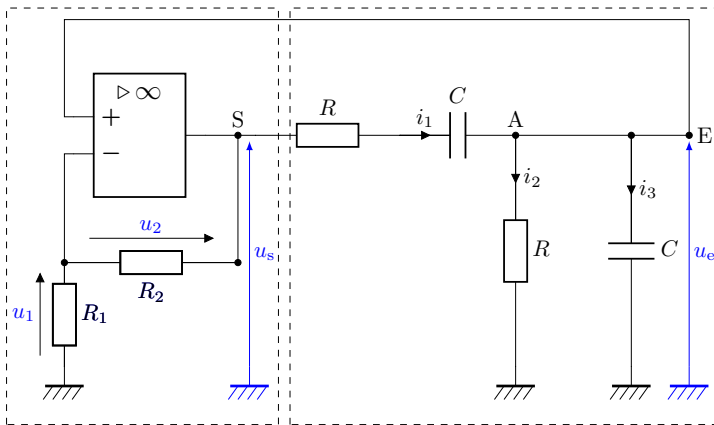 ▷∞
+
−
S
R
i₁
C
A
E
i₂
i₃
u₂
uₛ
R
C
uₑ
R₂
u₁
R₁